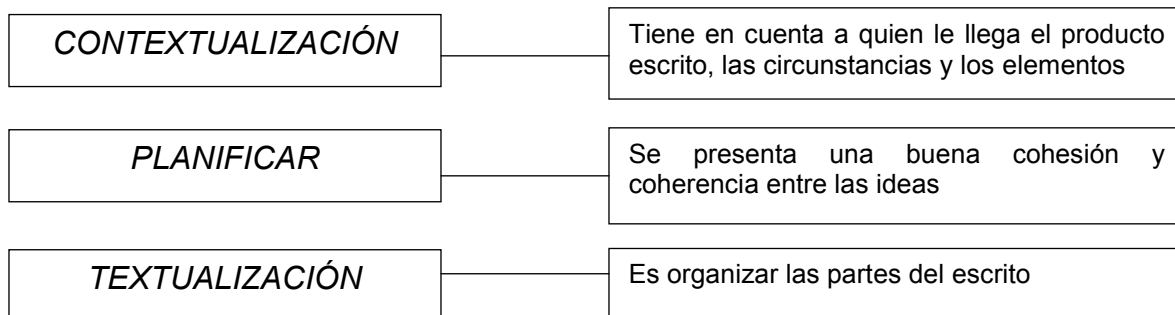 CONTEXTUALIZACIÓN
Tiene en cuenta a quien le llega el producto
escrito, las circunstancias y los elementos
PLANIFICAR
Se presenta una buena cohesión y
coherencia entre las ideas
TEXTUALIZACIÓN
Es organizar las partes del escrito